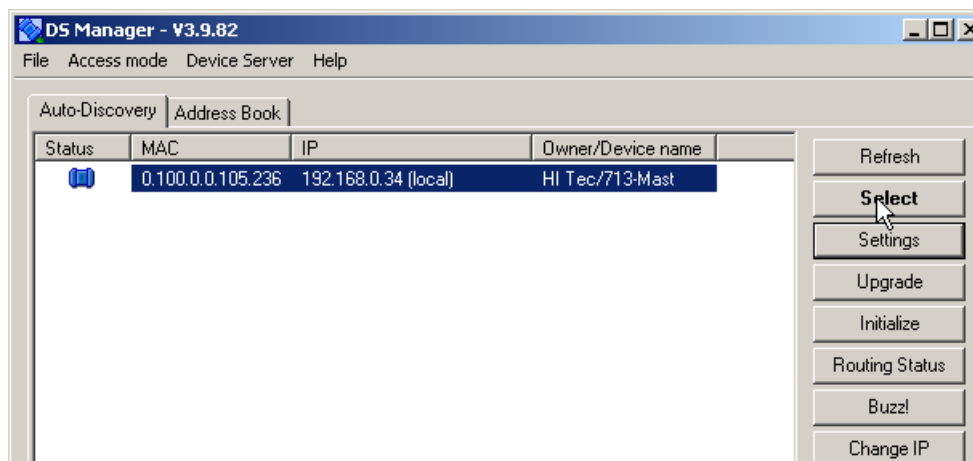 DS Manager - V3.9.82
File Access mode Device Server Help
Auto-Discovery Address Book
Status MAC IP Owner/Device name
0.100.0.0.105.236 192.168.0.34 (local) HI Tec/713-Mast
Refresh
Select
Settings
Upgrade
Initialize
Routing Status
Buzz!
Change IP